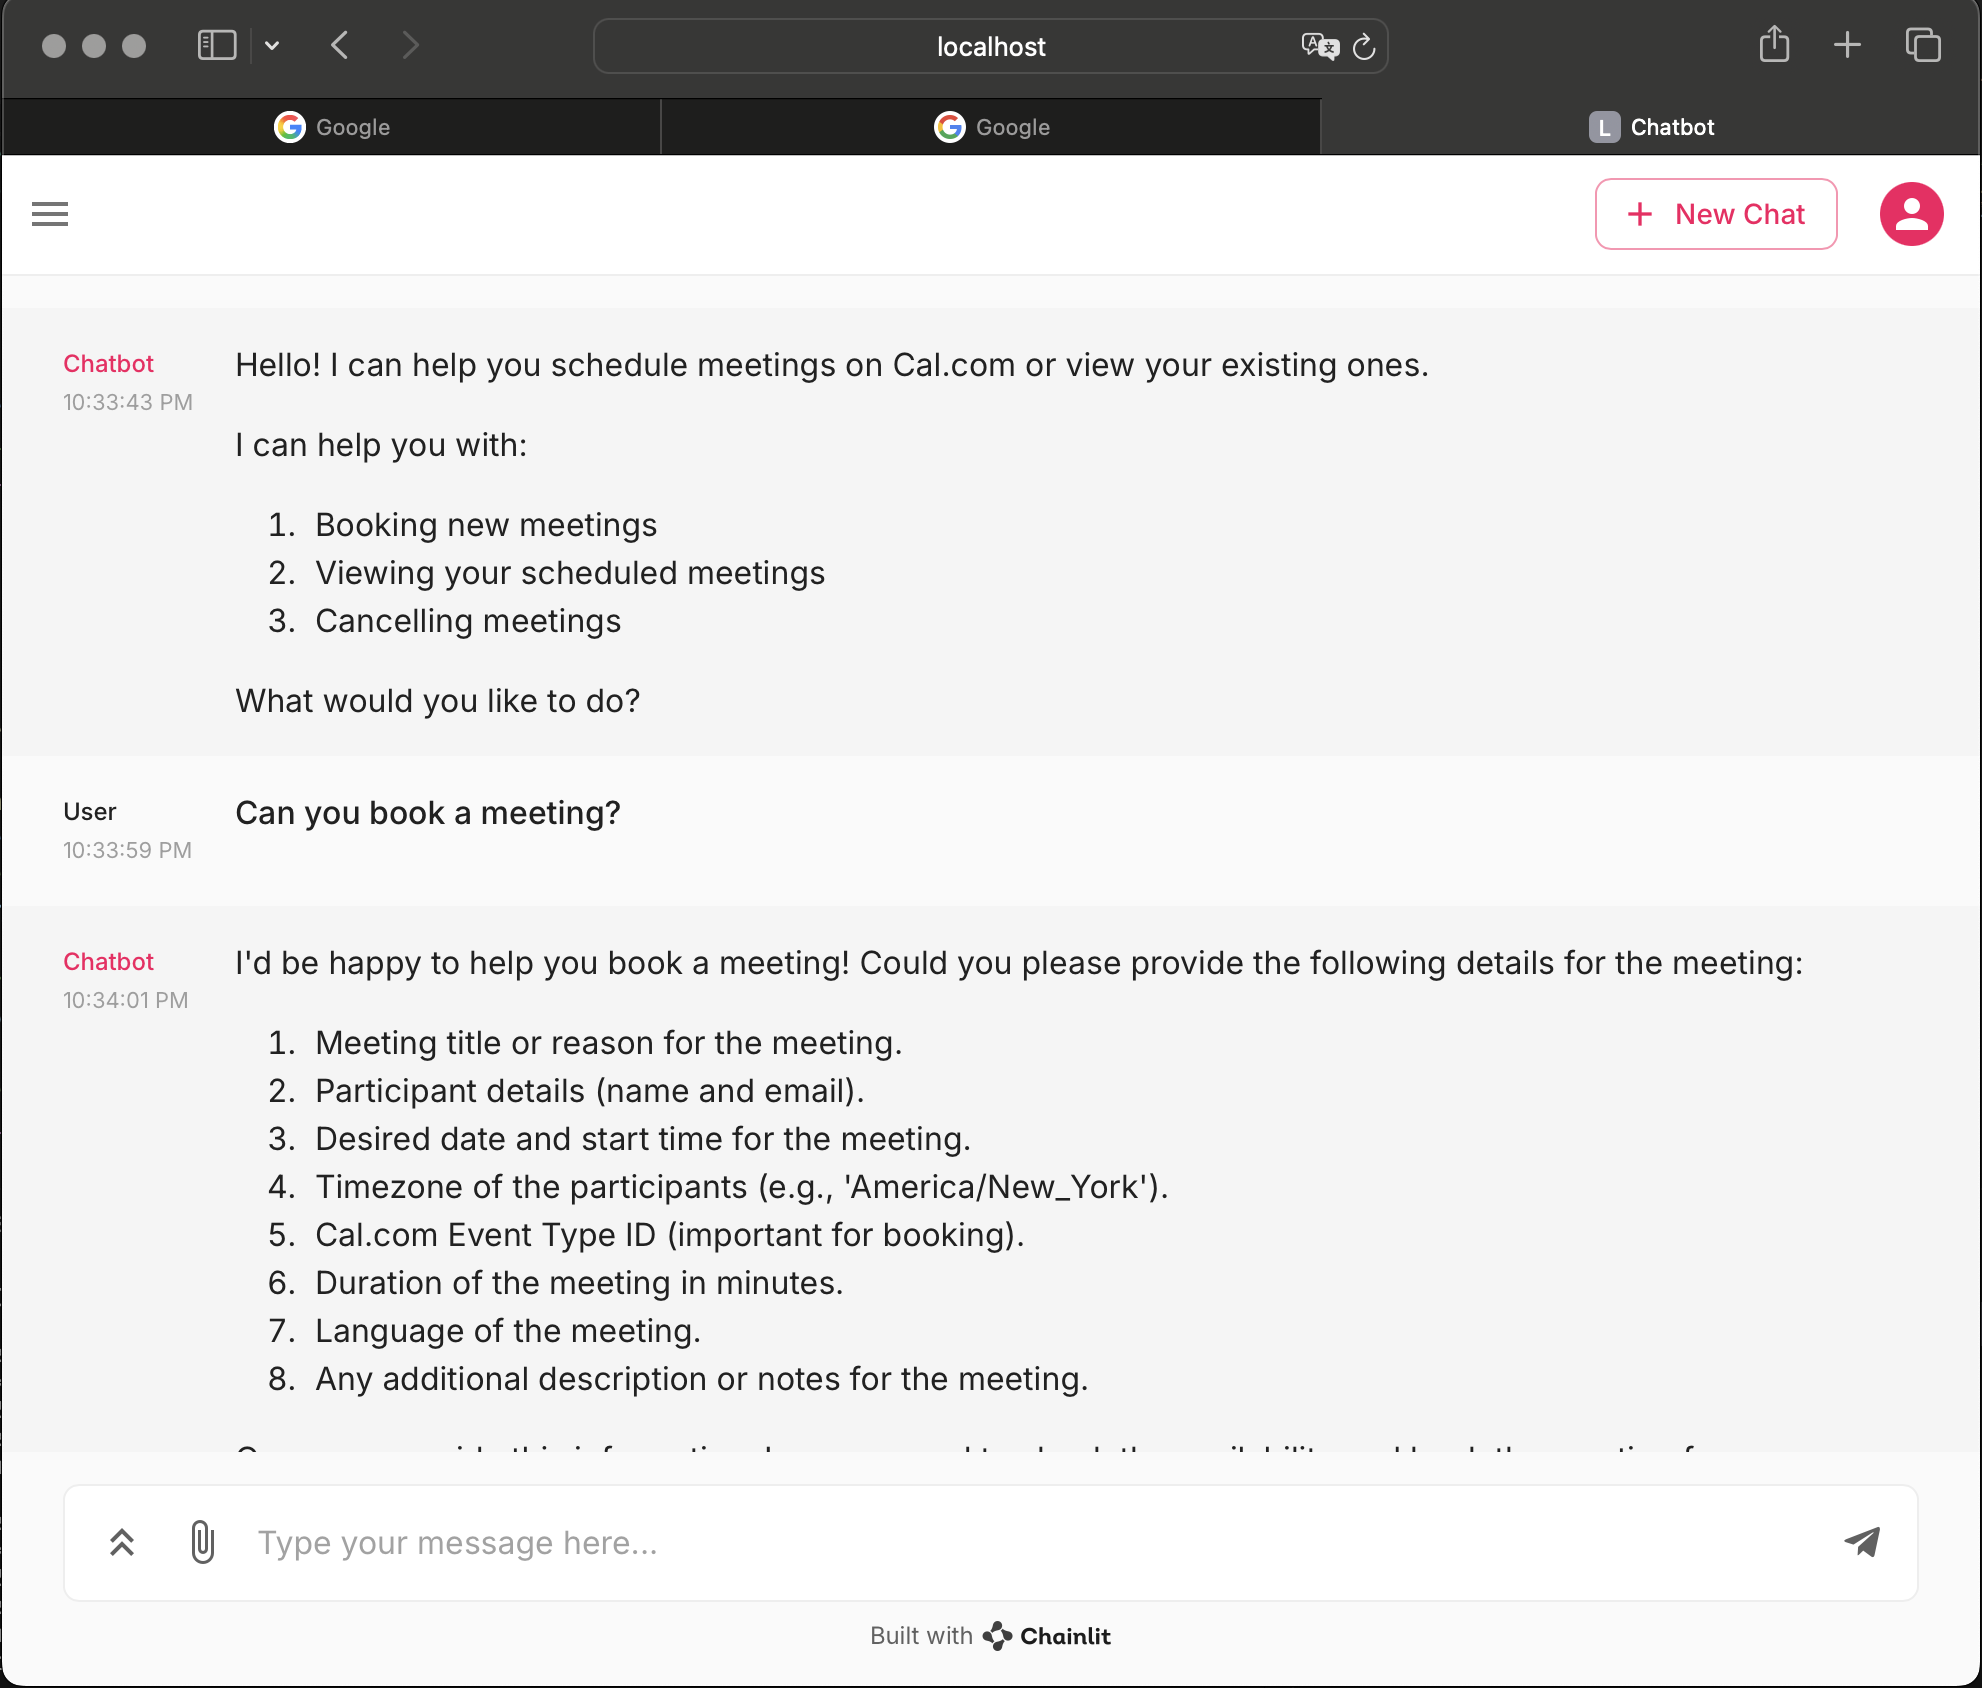 localhost
Google
Google
L Chatbot
+ New Chat
Chatbot
10:33:43 PM
Hello! I can help you schedule meetings on Cal.com or view your existing ones.
I can help you with:
1. Booking new meetings
2. Viewing your scheduled meetings
3. Cancelling meetings
What would you like to do?
User
10:33:59 PM
Can you book a meeting?
Chatbot
10:34:01 PM
I'd be happy to help you book a meeting! Could you please provide the following details for the meeting:
1. Meeting title or reason for the meeting.
2. Participant details (name and email).
3. Desired date and start time for the meeting.
4. Timezone of the participants (e.g., 'America/New_York').
5. Cal.com Event Type ID (important for booking).
6. Duration of the meeting in minutes.
7. Language of the meeting.
8. Any additional description or notes for the meeting.
Type your message here...
Built with Chainlit